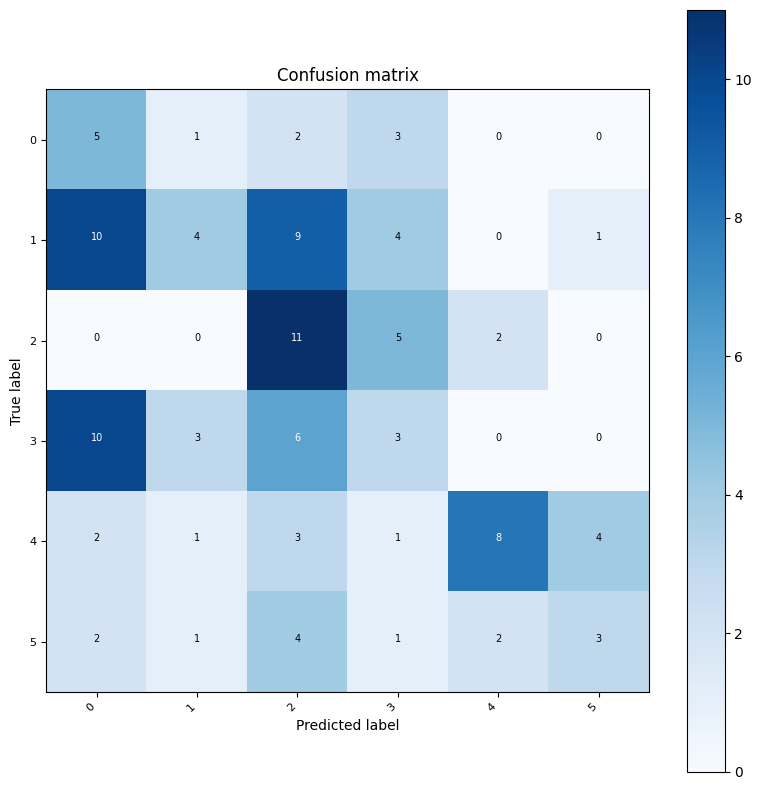 Confusion matrix
0 5 1 2 3 0 0
1 10 4 9 4 0 1
2 0 0 11 5 2 0
3 10 3 6 3 0 0
4 2 1 3 1 8 4
5 2 1 4 1 2 3
0 1 2 3 4 5
True label
Predicted label
10
8
6
4
2
0